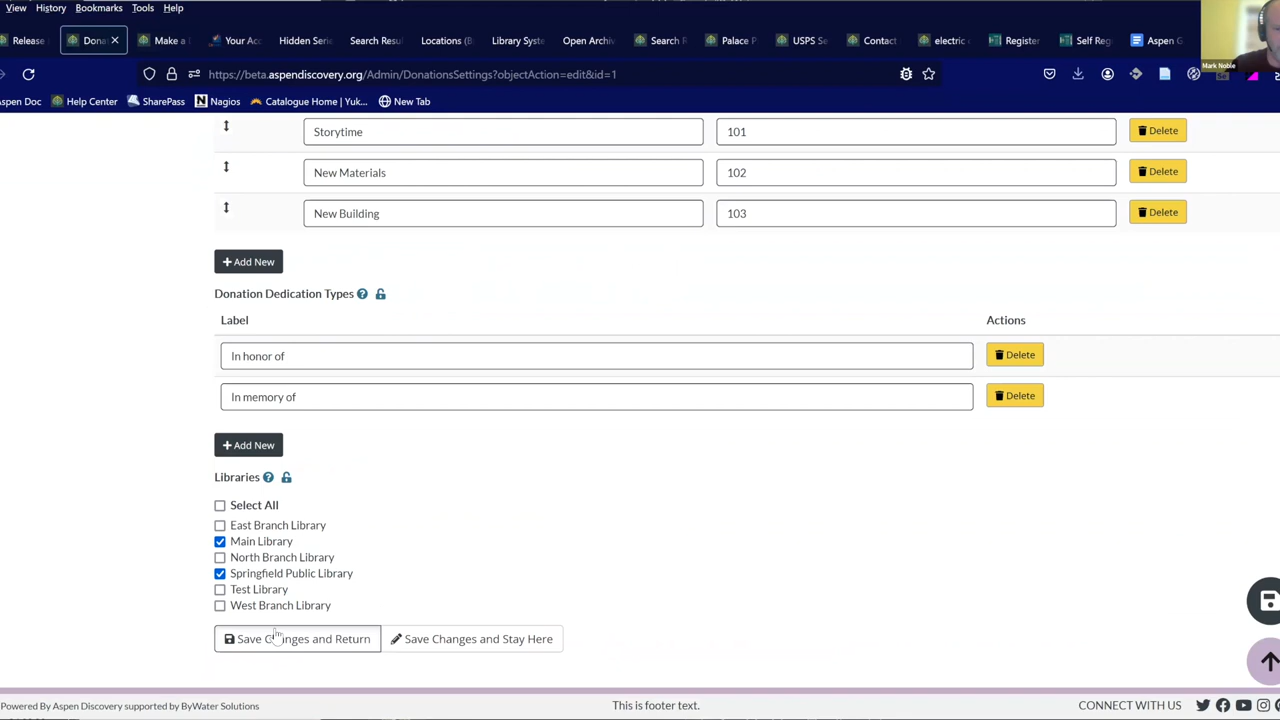 View History Bookmarks Tools Help
Release Dona Make a Your Acc Hidden Serie Search Resul Locations (B Library Syste Open Archiv Search R Palace P USPS Se Contact electric Register Self Reg Aspen G
Mark Noble
https://beta.aspendiscovery.org/Admin/DonationsSettings?objectAction=edit&id=1
Aspen Doc Help Center SharePass Nagios Catalogue Home | Yuk... New Tab
Storytime 101 Delete
New Materials 102 Delete
New Building 103 Delete
+ Add New
Donation Dedication Types
Label Actions
In honor of Delete
In memory of Delete
+ Add New
Libraries
Select All
East Branch Library
Main Library
North Branch Library
Springfield Public Library
Test Library
West Branch Library
Save Changes and Return Save Changes and Stay Here
Powered By Aspen Discovery supported by ByWater Solutions This is footer text. CONNECT WITH US